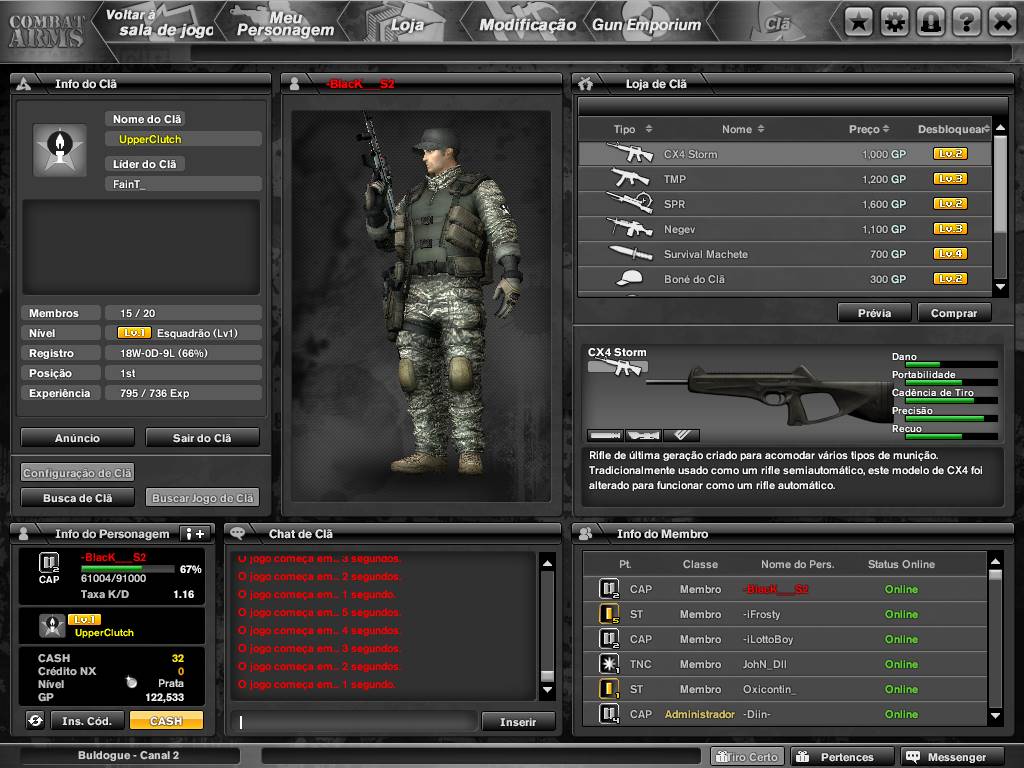 COMBAT ARMS
Voltar à sala de jogo
Meu Personagem
Loja
Modificação
Gun Emporium
Clã
Info do Clã
Nome do Clã
UpperClutch
Líder do Clã
FainT_
Membros 15 / 20
Nível Lv.1 Esquadrão (Lv1)
Registro 18W-0D-9L (66%)
Posição 1st
Experiência 795 / 736 Exp
Anúncio Sair do Clã
Configuração de Clã
Busca de Clã Buscar Jogo de Clã
-BlacK___S2
Loja de Clã
Tipo Nome Preço Desbloquear
CX4 Storm 1,000 GP Lv.2
TMP 1,200 GP Lv.3
SPR 1,600 GP Lv.2
Negev 1,100 GP Lv.3
Survival Machete 700 GP Lv.4
Boné do Clã 300 GP Lv.2
Prévia Comprar
CX4 Storm
Dano
Portabilidade
Cadência de Tiro
Precisão
Recuo
Rifle de última geração criado para acomodar vários tipos de munição.
Tradicionalmente usado como um rifle semiautomático, este modelo de CX4 foi
alterado para funcionar como um rifle automático.
Info do Personagem
-BlacK___S2
2
CAP
67%
61004/91000
Taxa K/D 1.16
Lv.1
UpperClutch
CASH 32
Crédito NX 0
Nível Prata
GP 122,533
Ins. Cód. CASH
Chat de Clã
O jogo começa em... 3 segundos.
O jogo começa em... 2 segundos.
O jogo começa em... 1 segundo.
O jogo começa em... 5 segundos.
O jogo começa em... 4 segundos.
O jogo começa em... 3 segundos.
O jogo começa em... 2 segundos.
O jogo começa em... 1 segundo.
Inserir
Info do Membro
Pt. Classe Nome do Pers. Status Online
2 CAP Membro -BlacK___S2 Online
5 ST Membro -iFrosty Online
2 CAP Membro -iLottoBoy Online
1 TNC Membro JohN_Dll Online
1 ST Membro Oxicontin_ Online
4 CAP Administrador -Diin- Online
Buldogue - Canal 2
Tiro Certo
Pertences
Messenger